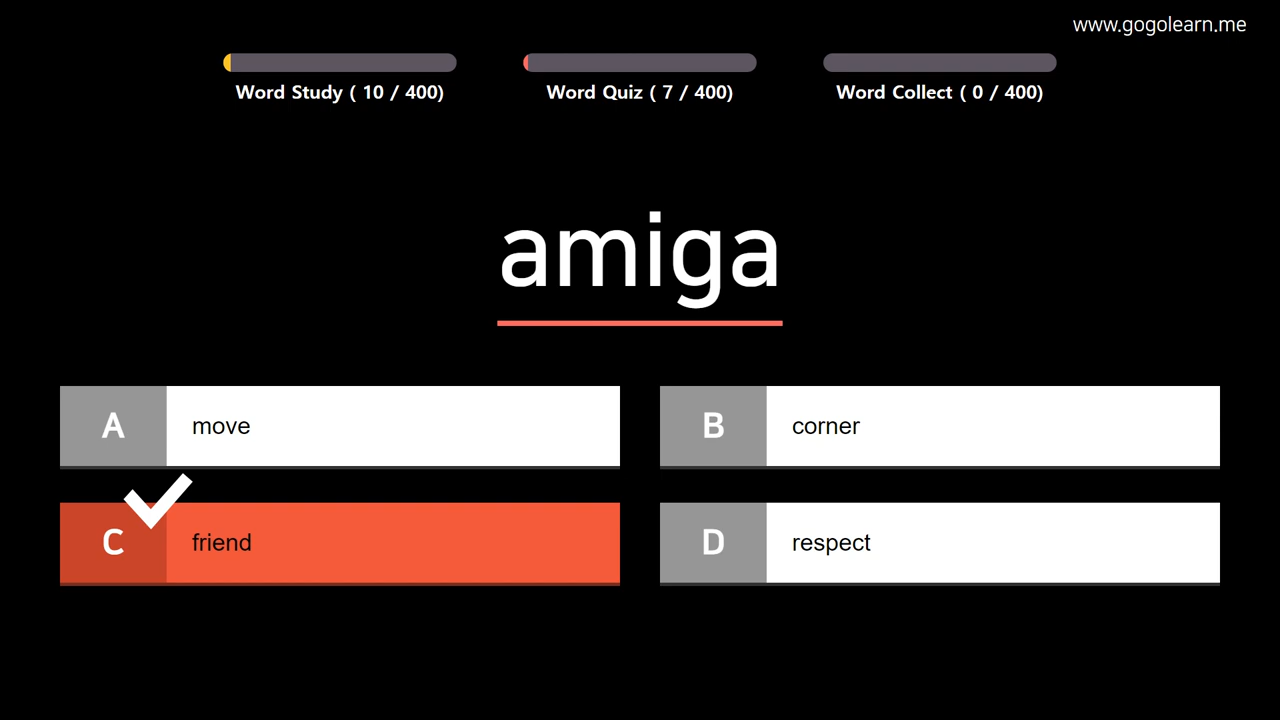 www.gogolearn.me
Word Study ( 10 / 400)
Word Quiz ( 7 / 400)
Word Collect ( 0 / 400)
amiga
A move
B corner
C friend
D respect